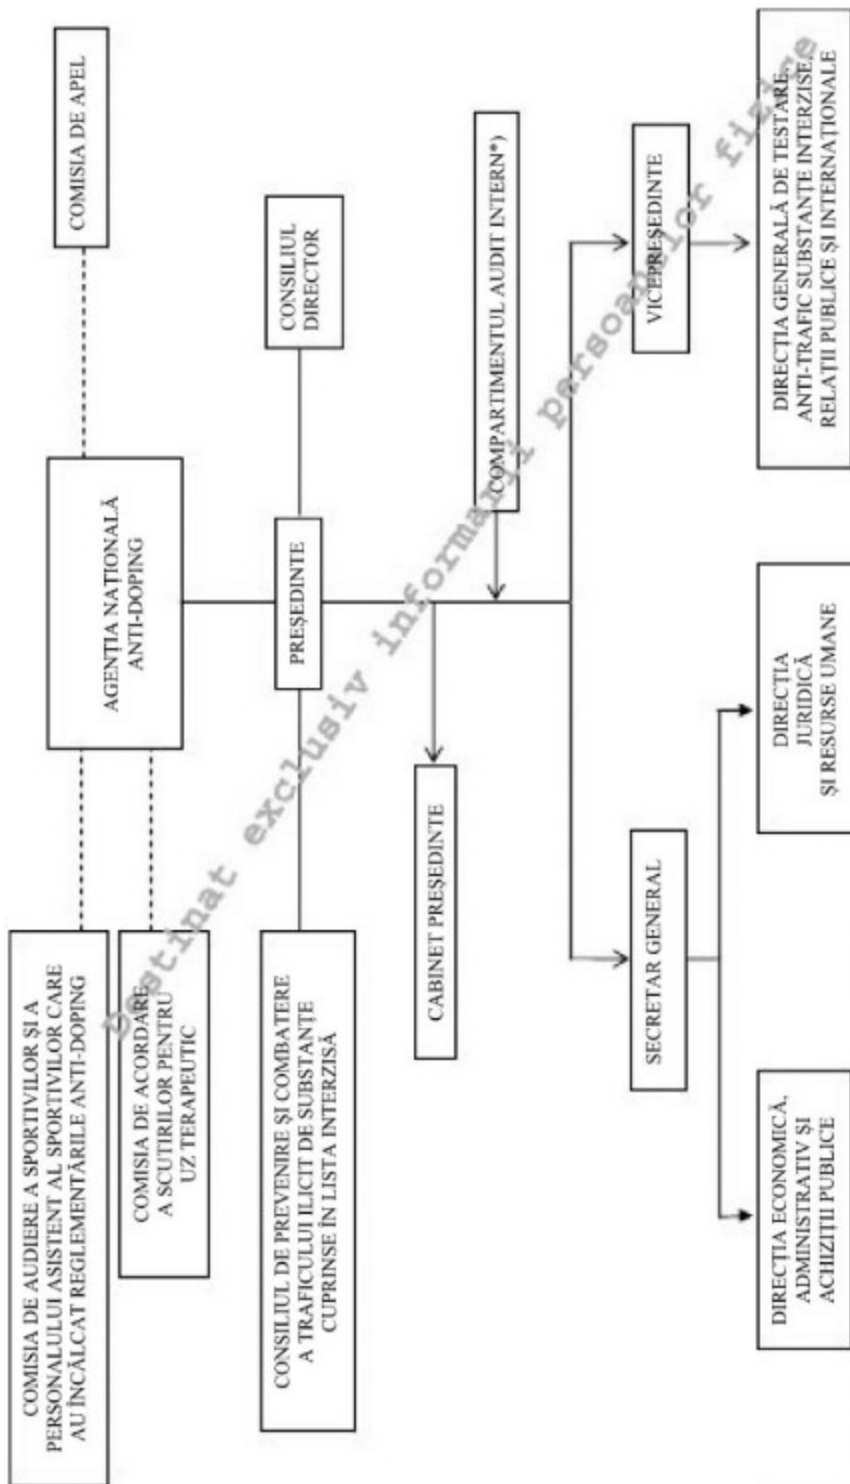 COMISIA DE AUDIERE A SPORTIVILOR ȘI A
PERSONALULUI ASISTENT AL SPORTIVILOR CARE
AU ÎNCĂLCAT REGLEMENTĂRILE ANTI-DOPING
COMISIA DE ACORDARE
A SCUTIRILOR PENTRU
UZ TERAPEUTIC
AGENȚIA NAȚIONALĂ
ANTI-DOPING
COMISIA DE APEL
CONSILIUL DE PREVENIRE ȘI COMBATERE
A TRAFICULUI ILICIT DE SUBSTANȚE
CUPRINSE ÎN LISTA INTERZISĂ
PREȘEDINTE
CONSILIUL
DIRECTOR
CABINET PREȘEDINTE
COMPARTIMENTUL AUDIT INTERN*)
SECRETAR GENERAL
VICEPREȘEDINTE
DIRECȚIA ECONOMICĂ,
ADMINISTRATIV ȘI
ACHIZIȚII PUBLICE
DIRECȚIA
JURIDICĂ
ȘI RESURSE UMANE
DIRECȚIA GENERALĂ DE TESTARE,
ANTI-TRAFIC SUBSTANȚE INTERZISE,
RELAȚII PUBLICE ȘI INTERNAȚIONALE
Destinat exclusiv informarii persoanelor fizice